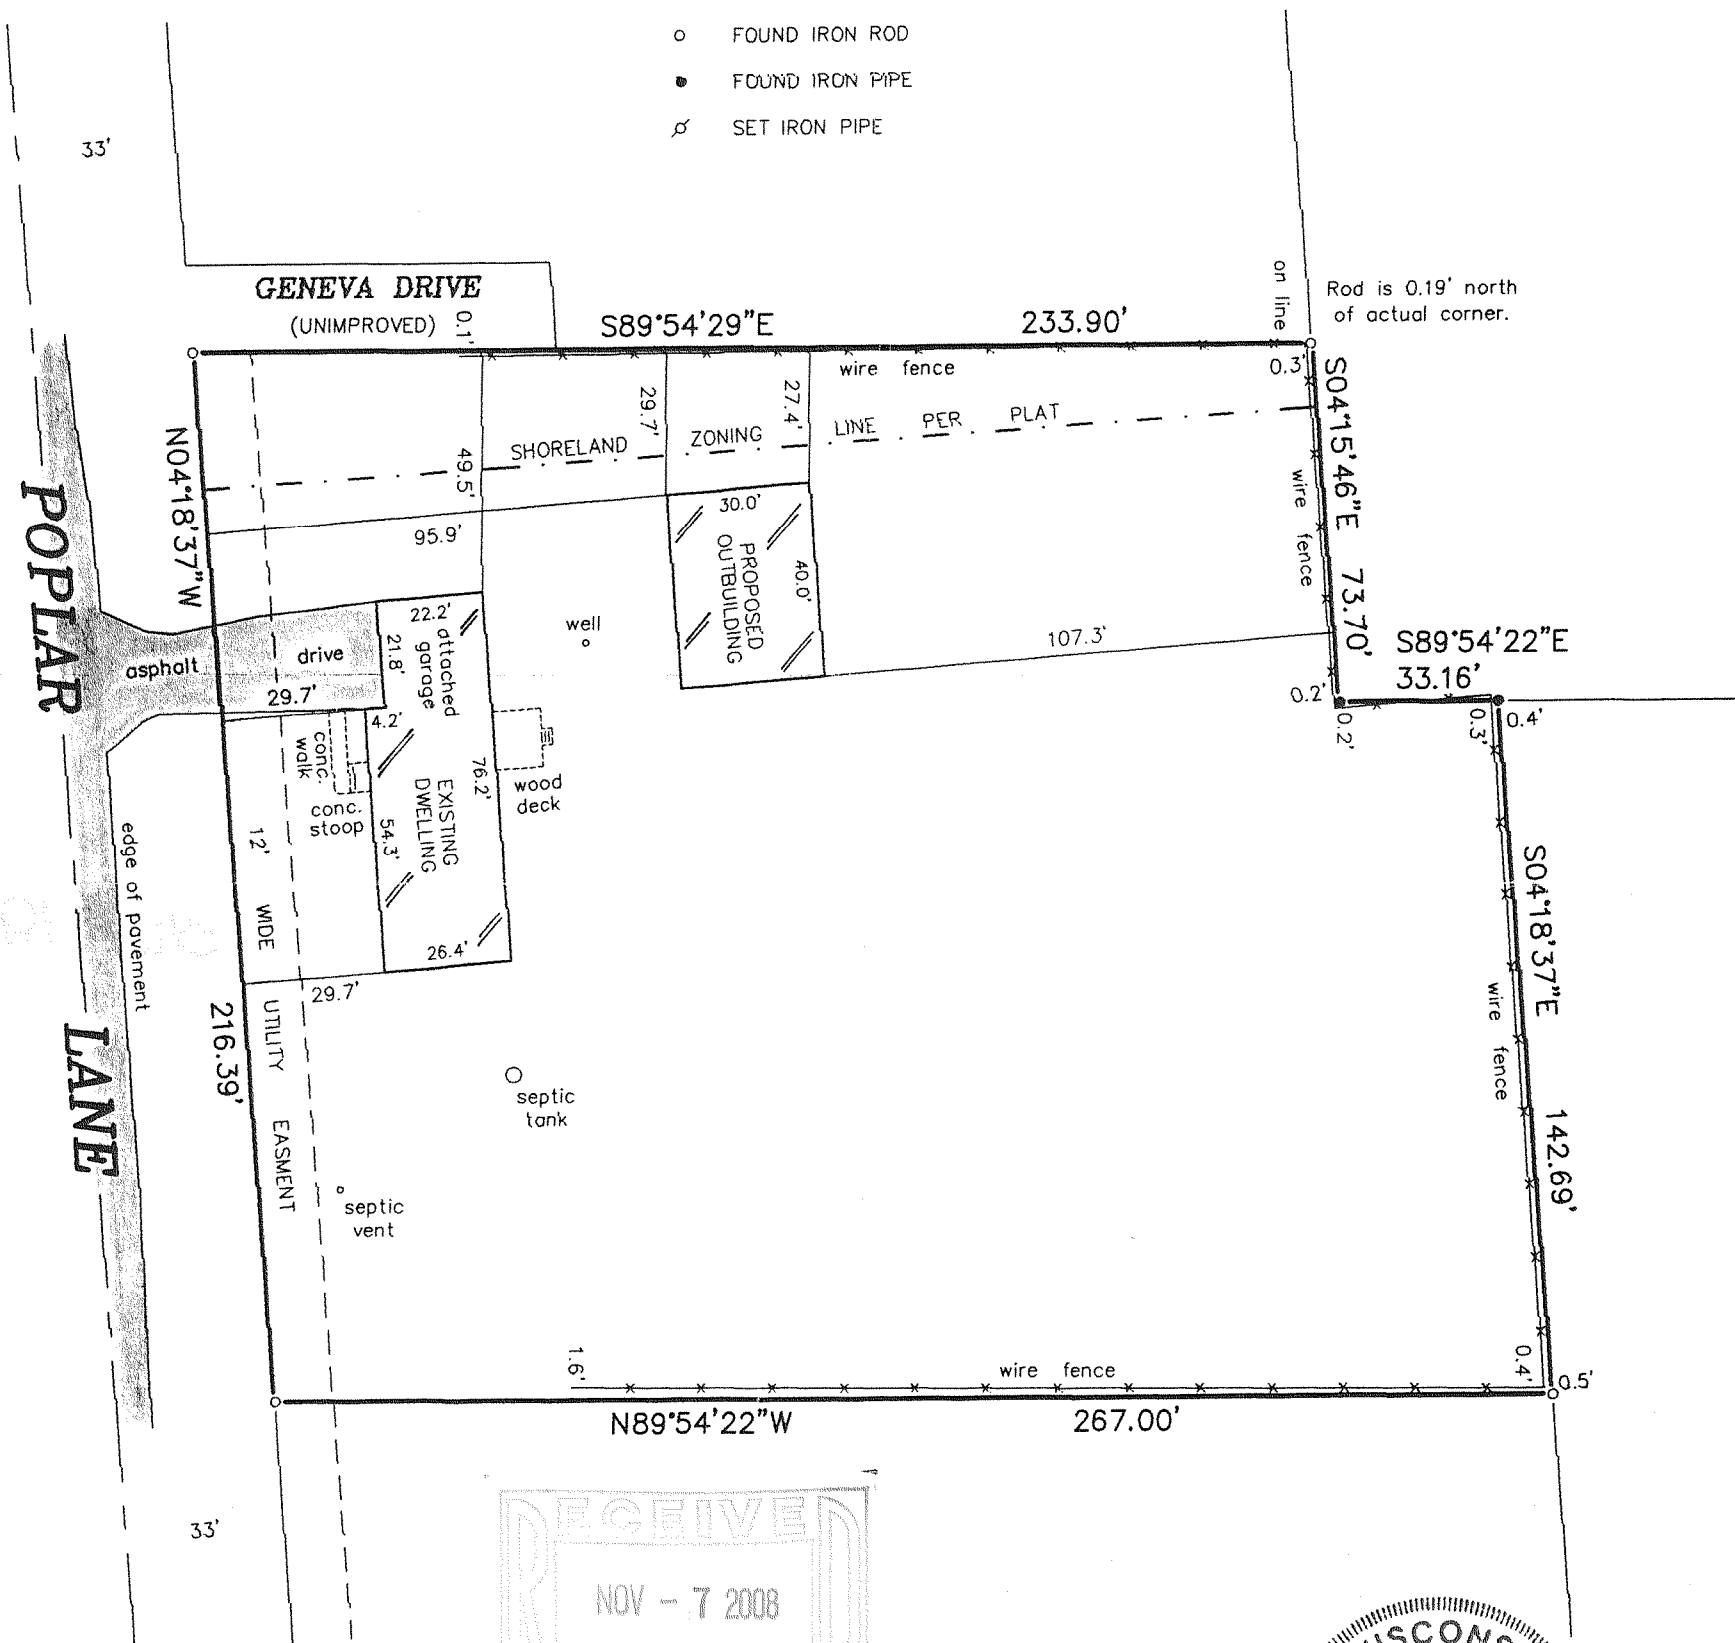 FOUND IRON ROD
FOUND IRON PIPE
SET IRON PIPE
33'
GENEVA DRIVE
(UNIMPROVED)
0.1'
S89°54'29"E
233.90'
on line
Rod is 0.19' north
of actual corner.
wire fence
0.3'
S04°15'46"E 73.70'
wire fence
29.7'
27.4'
SHORELAND ZONING LINE PER PLAT
49.5'
N04°18'37"W
95.9'
30.0'
40.0'
PROPOSED
OUTBUILDING
107.3'
S89°54'22"E
33.16'
0.2'
0.2'
0.3'
0.4'
POPLAR LANE
asphalt drive
29.7'
22.2'
21.8'
attached
garage
4.2'
well
conc.
walk
conc.
stoop
54.3'
76.2'
EXISTING
DWELLING
wood
deck
26.4'
29.7'
12' WIDE UTILITY EASMENT
edge of pavement
216.39'
septic
tank
septic
vent
S04°18'37"E
142.69'
wire fence
1.6'
wire fence
0.4'
0.5'
N89°54'22"W
267.00'
33'
RECEIVED
NOV - 7 2008
ISCONS